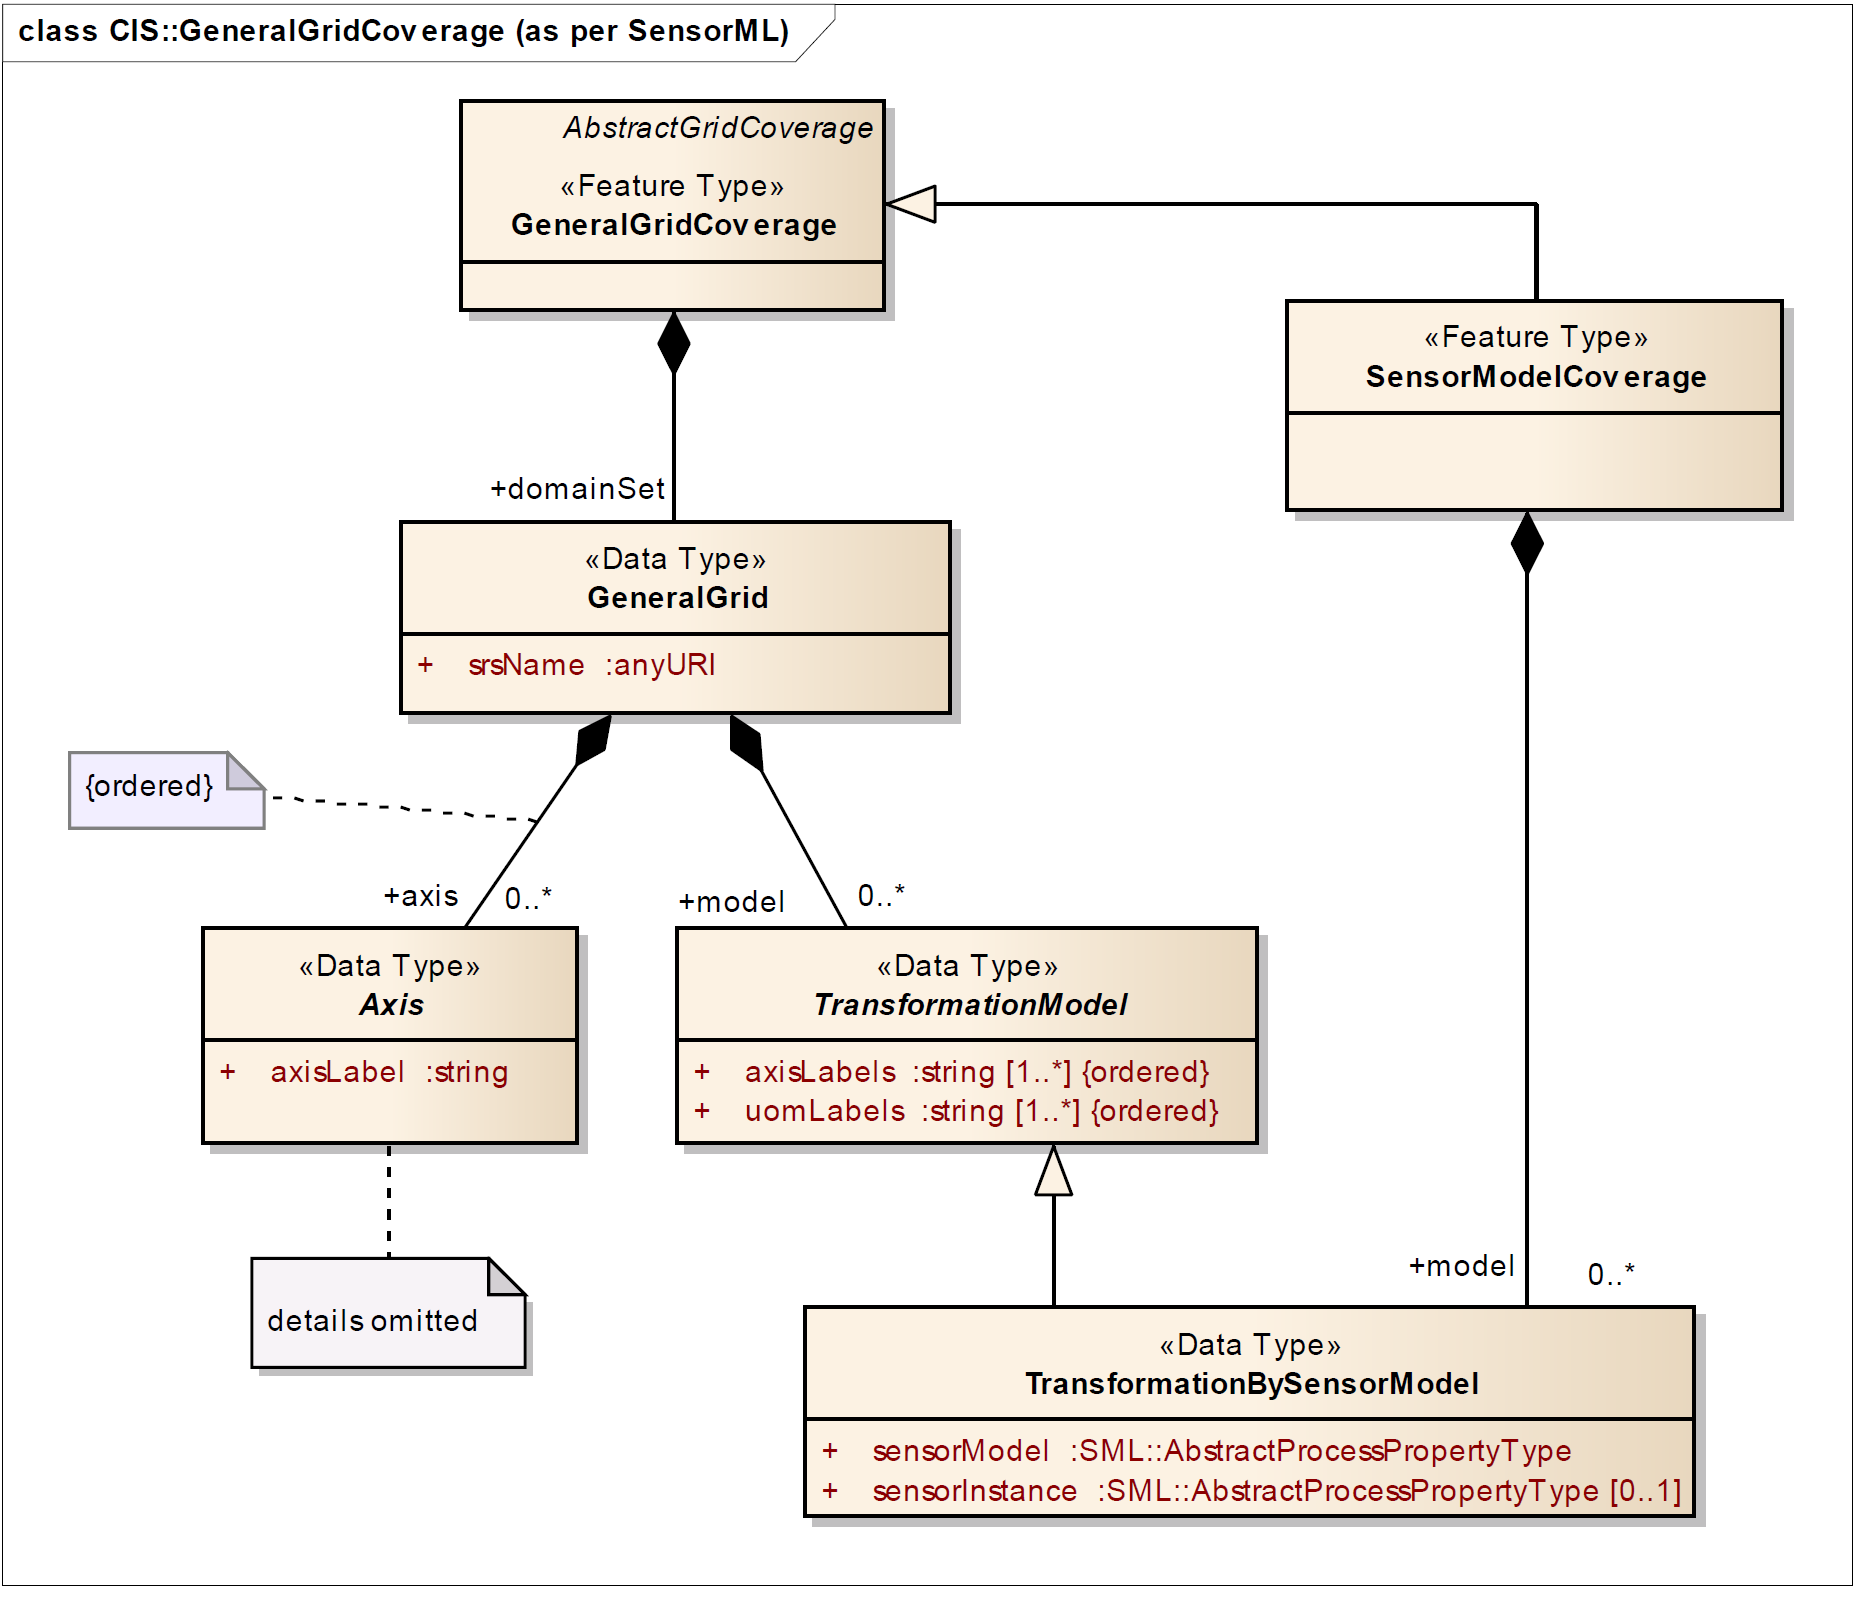 class CIS::GeneralGridCoverage (as per SensorML)
AbstractGridCoverage
«Feature Type»
GeneralGridCoverage
«Feature Type»
SensorModelCoverage
+domainSet
«Data Type»
GeneralGrid
+ srsName :anyURI
{ordered}
+axis 0..*
+model 0..*
«Data Type»
Axis
+ axisLabel :string
«Data Type»
TransformationModel
+ axisLabels :string [1..*] {ordered}
+ uomLabels :string [1..*] {ordered}
details omitted
+model 0..*
«Data Type»
TransformationBySensorModel
+ sensorModel :SML::AbstractProcessPropertyType
+ sensorInstance :SML::AbstractProcessPropertyType [0..1]